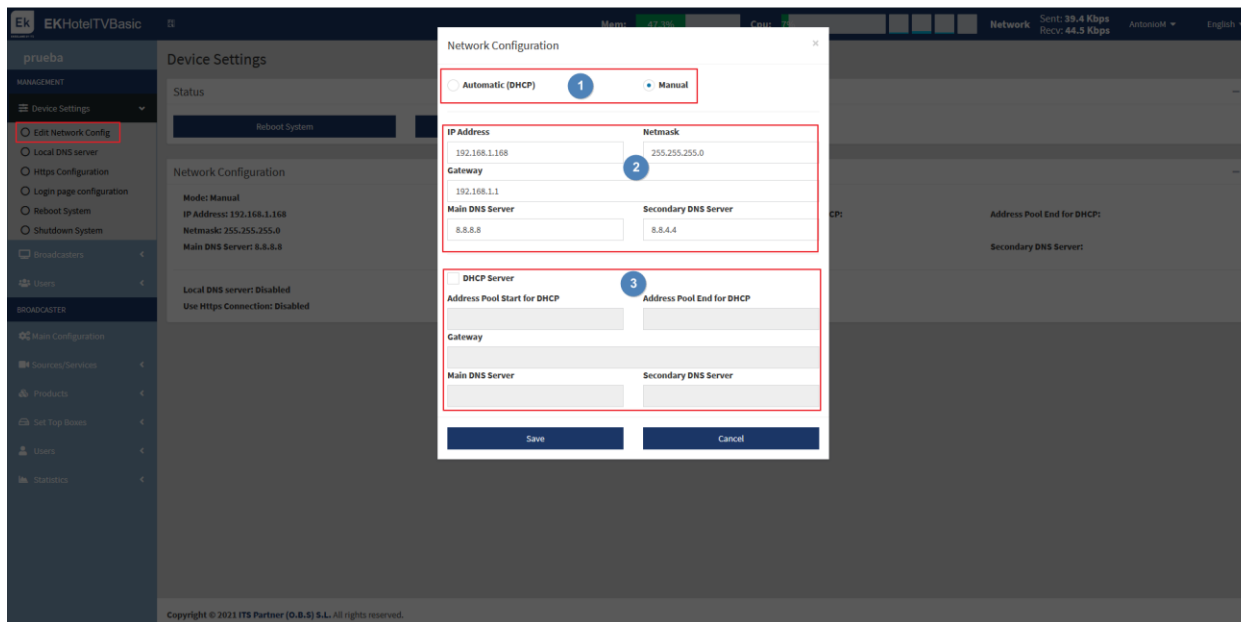 Ek EKHotelTVBasic
Mem: 47.3% Cpu: Network Sent: 39.4 Kbps Recv: 44.5 Kbps AntonioM English
prueba
MANAGEMENT
Device Settings
Edit Network Config
Local DNS server
Https Configuration
Login page configuration
Reboot System
Shutdown System
Broadcasters
Users
BROADCASTER
Main Configuration
Sources/Services
Products
Set Top Boxes
Users
Statistics
Device Settings
Status
Reboot System
Network Configuration
Mode: Manual
IP Address: 192.168.1.168
Netmask: 255.255.255.0
Main DNS Server: 8.8.8.8
CP: Address Pool End for DHCP:
Secondary DNS Server:
Local DNS server: Disabled
Use Https Connection: Disabled
Network Configuration ×
Automatic (DHCP) 1 Manual
IP Address Netmask
192.168.1.168 255.255.255.0
2
Gateway
192.168.1.1
Main DNS Server Secondary DNS Server
8.8.8.8 8.8.4.4
DHCP Server 3
Address Pool Start for DHCP Address Pool End for DHCP
Gateway
Main DNS Server Secondary DNS Server
Save Cancel
Copyright © 2021 ITS Partner (O.B.S) S.L. All rights reserved.